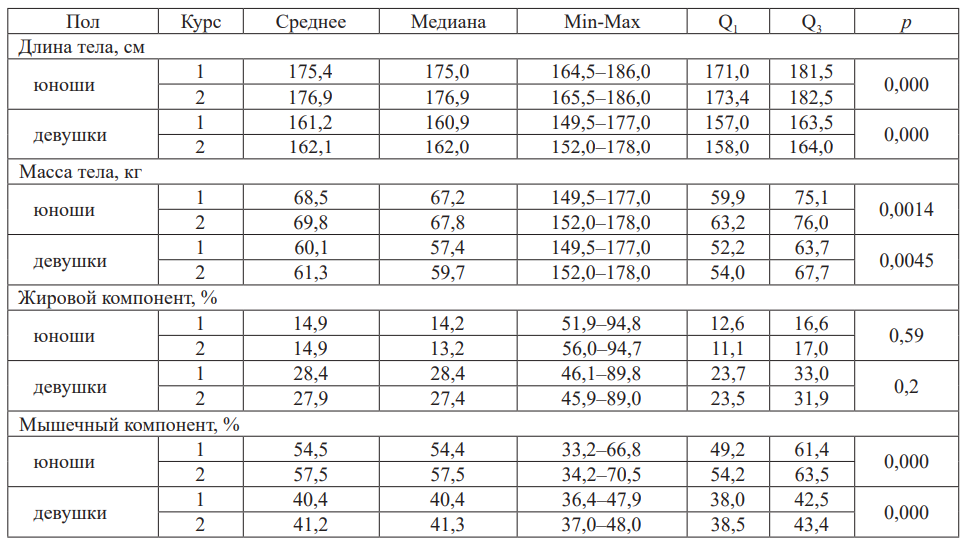 Пол Курс Среднее Медиана Min-Max Q1 Q3 p
Длина тела, см
юноши 1 175,4 175,0 164,5–186,0 171,0 181,5 0,000
2 176,9 176,9 165,5–186,0 173,4 182,5
девушки 1 161,2 160,9 149,5–177,0 157,0 163,5 0,000
2 162,1 162,0 152,0–178,0 158,0 164,0
Масса тела, кг
юноши 1 68,5 67,2 149,5–177,0 59,9 75,1 0,0014
2 69,8 67,8 152,0–178,0 63,2 76,0
девушки 1 60,1 57,4 149,5–177,0 52,2 63,7 0,0045
2 61,3 59,7 152,0–178,0 54,0 67,7
Жировой компонент, %
юноши 1 14,9 14,2 51,9–94,8 12,6 16,6 0,59
2 14,9 13,2 56,0–94,7 11,1 17,0
девушки 1 28,4 28,4 46,1–89,8 23,7 33,0 0,2
2 27,9 27,4 45,9–89,0 23,5 31,9
Мышечный компонент, %
юноши 1 54,5 54,4 33,2–66,8 49,2 61,4 0,000
2 57,5 57,5 34,2–70,5 54,2 63,5
девушки 1 40,4 40,4 36,4–47,9 38,0 42,5 0,000
2 41,2 41,3 37,0–48,0 38,5 43,4